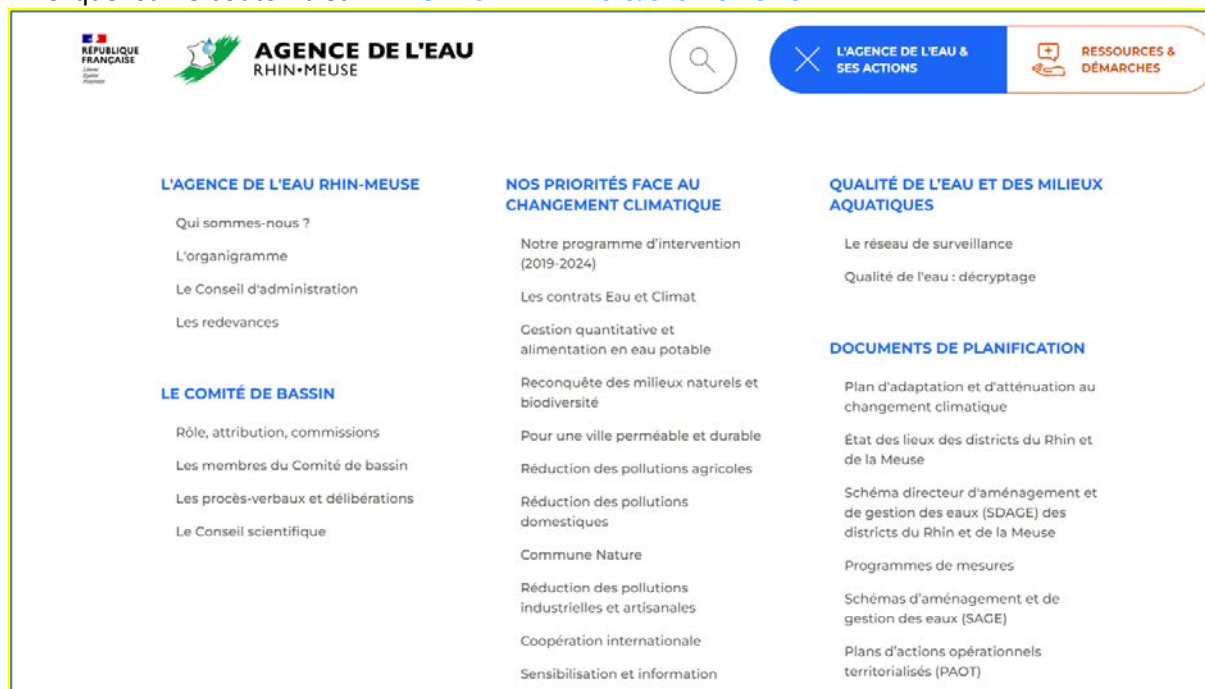 RÉPUBLIQUE
FRANÇAISE
Liberté
Égalité
Fraternité
AGENCE DE L'EAU
RHIN•MEUSE
L'AGENCE DE L'EAU &
SES ACTIONS
RESSOURCES &
DÉMARCHES
L'AGENCE DE L'EAU RHIN-MEUSE
Qui sommes-nous ?
L'organigramme
Le Conseil d'administration
Les redevances
LE COMITÉ DE BASSIN
Rôle, attribution, commissions
Les membres du Comité de bassin
Les procès-verbaux et délibérations
Le Conseil scientifique
NOS PRIORITÉS FACE AU
CHANGEMENT CLIMATIQUE
Notre programme d'intervention
(2019-2024)
Les contrats Eau et Climat
Gestion quantitative et
alimentation en eau potable
Reconquête des milieux naturels et
biodiversité
Pour une ville perméable et durable
Réduction des pollutions agricoles
Réduction des pollutions
domestiques
Commune Nature
Réduction des pollutions
industrielles et artisanales
Coopération internationale
Sensibilisation et information
QUALITÉ DE L'EAU ET DES MILIEUX
AQUATIQUES
Le réseau de surveillance
Qualité de l'eau : décryptage
DOCUMENTS DE PLANIFICATION
Plan d'adaptation et d'atténuation au
changement climatique
État des lieux des districts du Rhin et
de la Meuse
Schéma directeur d'aménagement et
de gestion des eaux (SDAGE) des
districts du Rhin et de la Meuse
Programmes de mesures
Schémas d'aménagement et de
gestion des eaux (SAGE)
Plans d'actions opérationnels
territorialisés (PAOT)